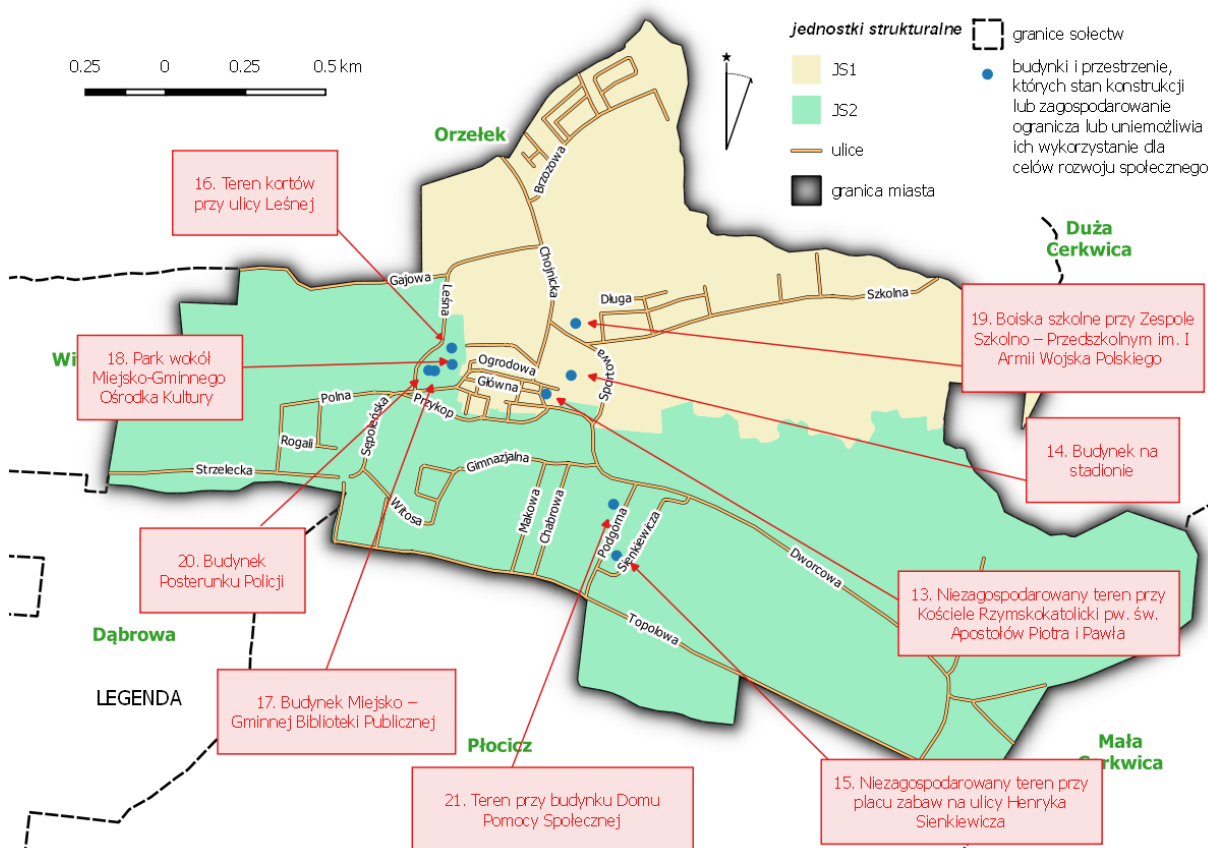 jednostki strukturalne
JS1
JS2
ulice
granica miasta
granice sołectw
budynki i przestrzenie,
których stan konstrukcji
lub zagospodarowanie
ogranicza lub uniemożliwia
ich wykorzystanie dla
celów rozwoju społecznego
0.25 0 0.25 0.5 km
Orzełek
16. Teren kortów
przy ulicy Leśnej
Brzozowa
Duża
Cerkwica
Chojnicka
Gajowa
Leśna
Długa
Szkolna
19. Boiska szkolne przy Zespole
Szkolno – Przedszkolnym im. I
Armii Wojska Polskiego
18. Park wokół
Miejsko-Gminnego
Ośrodka Kultury
Ogrodowa
Główna
Sportowa
Polna
Przykop
Sępoleńska
Rogali
Strzelecka
Gimnazjalna
14. Budynek na
stadionie
Witosa
Makowa
Chabrowa
Podgórna
Sienkiewicza
Dworcowa
20. Budynek
Posterunku Policji
13. Niezagospodarowany teren przy
Kościele Rzymskokatolicki pw. św.
Apostołów Piotra i Pawła
Topolowa
Dąbrowa
LEGENDA
17. Budynek Miejsko –
Gminnej Biblioteki Publicznej
Płocicz
Mała
Cerkwica
21. Teren przy budynku Domu
Pomocy Społecznej
15. Niezagospodarowany teren przy
placu zabaw na ulicy Henryka
Sienkiewicza